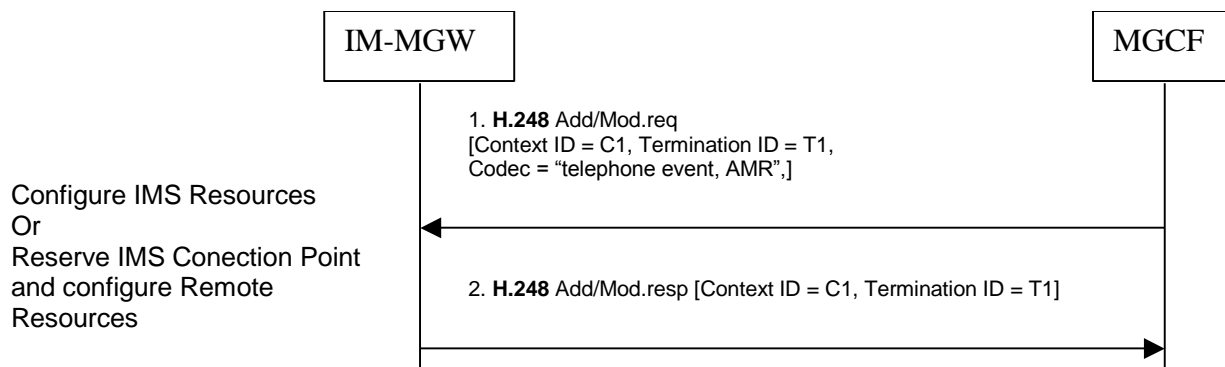 IM-MGW
MGCF
1. H.248 Add/Mod.req
[Context ID = C1, Termination ID = T1,
Codec = “telephone event, AMR”,]
Configure IMS Resources
Or
Reserve IMS Conection Point
and configure Remote
Resources
2. H.248 Add/Mod.resp [Context ID = C1, Termination ID = T1]